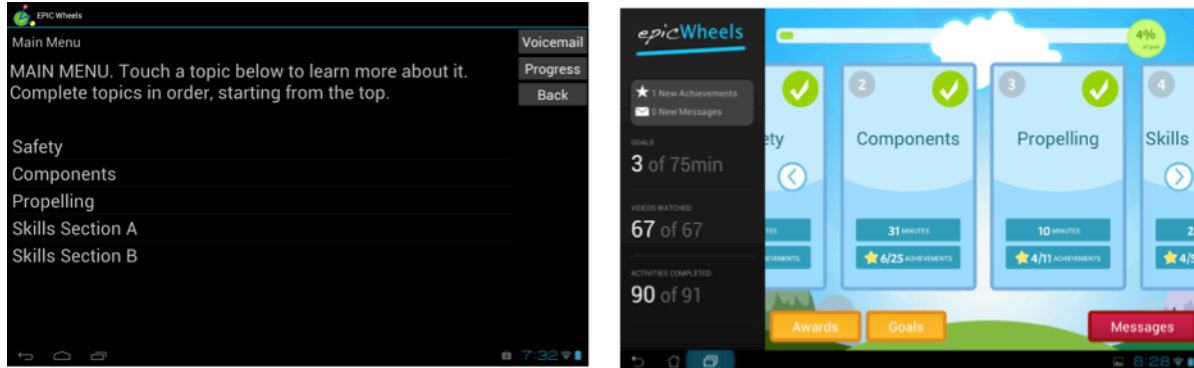 EPIC Wheels
Main Menu
Voicemail
MAIN MENU. Touch a topic below to learn more about it.
Progress
Complete topics in order, starting from the top.
Back
Safety
Components
Propelling
Skills Section A
Skills Section B
7:32
epicWheels
1 New Achievements
0 New Messages
GOALS
3 of 75min
VIDEOS WATCHED
67 of 67
ACTIVITIES COMPLETED
90 of 91
4%
of goal
2
3
4
ety
Components
Propelling
Skills
31 MINUTES
10 MINUTES
2
6/25 ACHIEVEMENTS
4/11 ACHIEVEMENTS
Awards
Goals
Messages
8:28